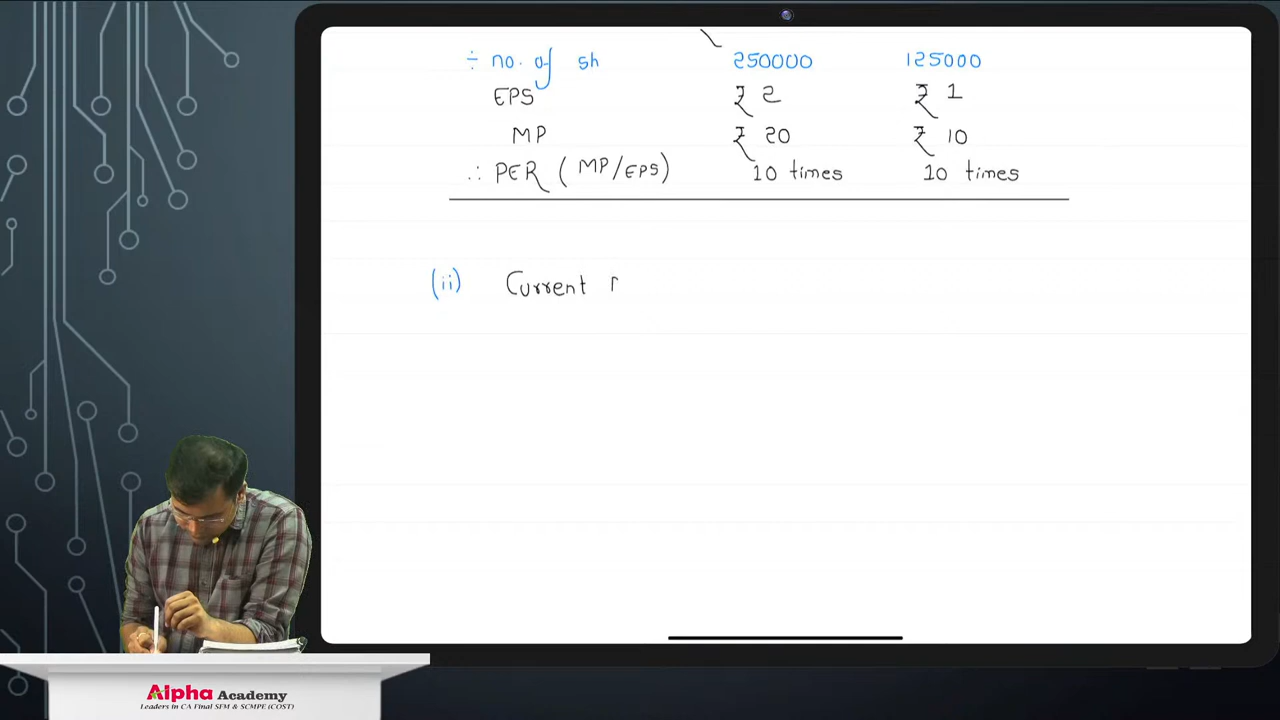 ÷ no. of sh 250000 125000
EPS ₹ 2 ₹ 1
MP ₹ 20 ₹ 10
∴ PER (MP/EPS) 10 times 10 times
(ii) Current
Alpha Academy
Leaders in CA Final SFM & SCMPE (COST)